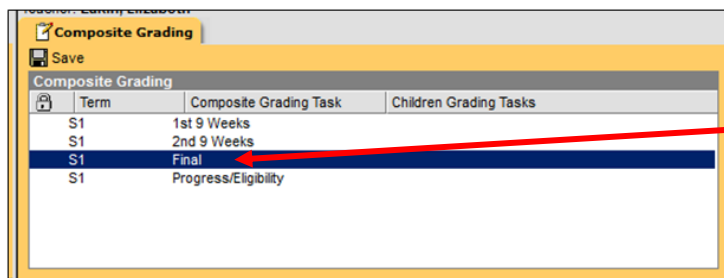 Composite Grading
Save
Composite Grading
Term Composite Grading Task Children Grading Tasks
S1 1st 9 Weeks
S1 2nd 9 Weeks
S1 Final
S1 Progress/Eligibility